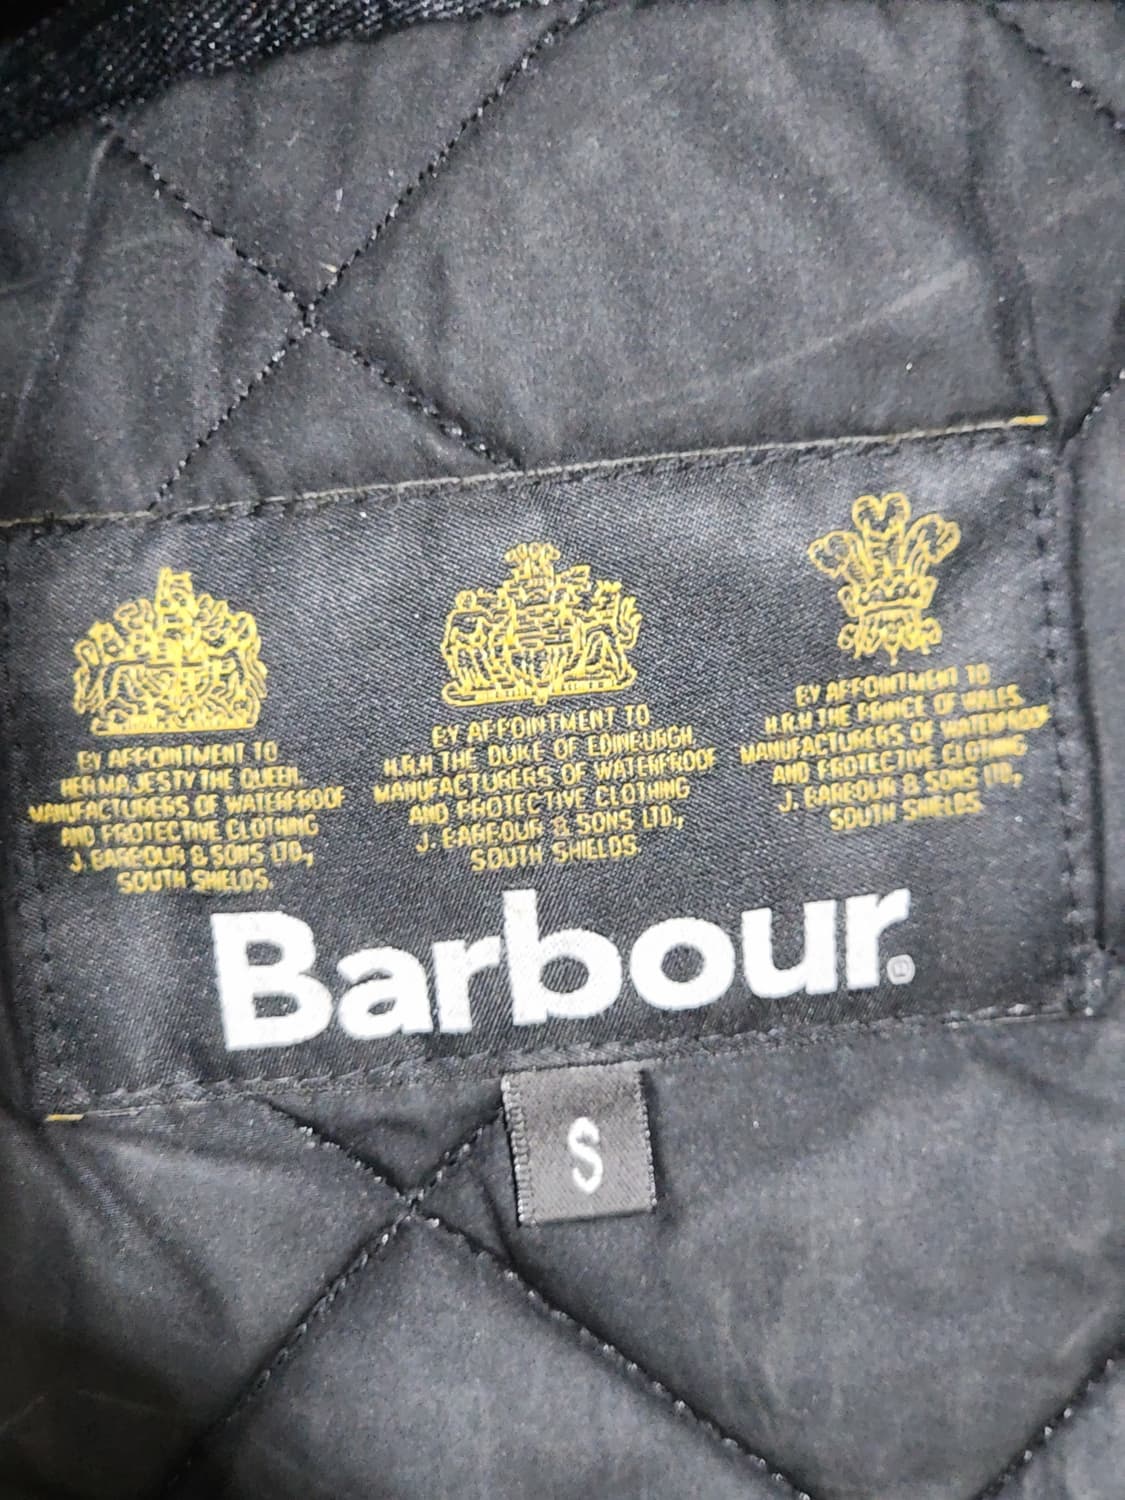 BY APPOINTMENT TO
HER MAJESTY THE QUEEN
MANUFACTURERS OF WATERPROOF
AND PROTECTIVE CLOTHING
J. BARBOUR & SONS LTD.,
SOUTH SHIELDS.
BY APPOINTMENT TO
H.R.H THE DUKE OF EDINBURGH
MANUFACTURERS OF WATERPROOF
AND PROTECTIVE CLOTHING
J. BARBOUR & SONS LTD.,
SOUTH SHIELDS.
BY APPOINTMENT TO
H.R.H THE PRINCE OF WALES
MANUFACTURERS OF WATERPROOF
AND PROTECTIVE CLOTHING
J. BARBOUR & SONS LTD.,
SOUTH SHIELDS.
Barbour.®
S